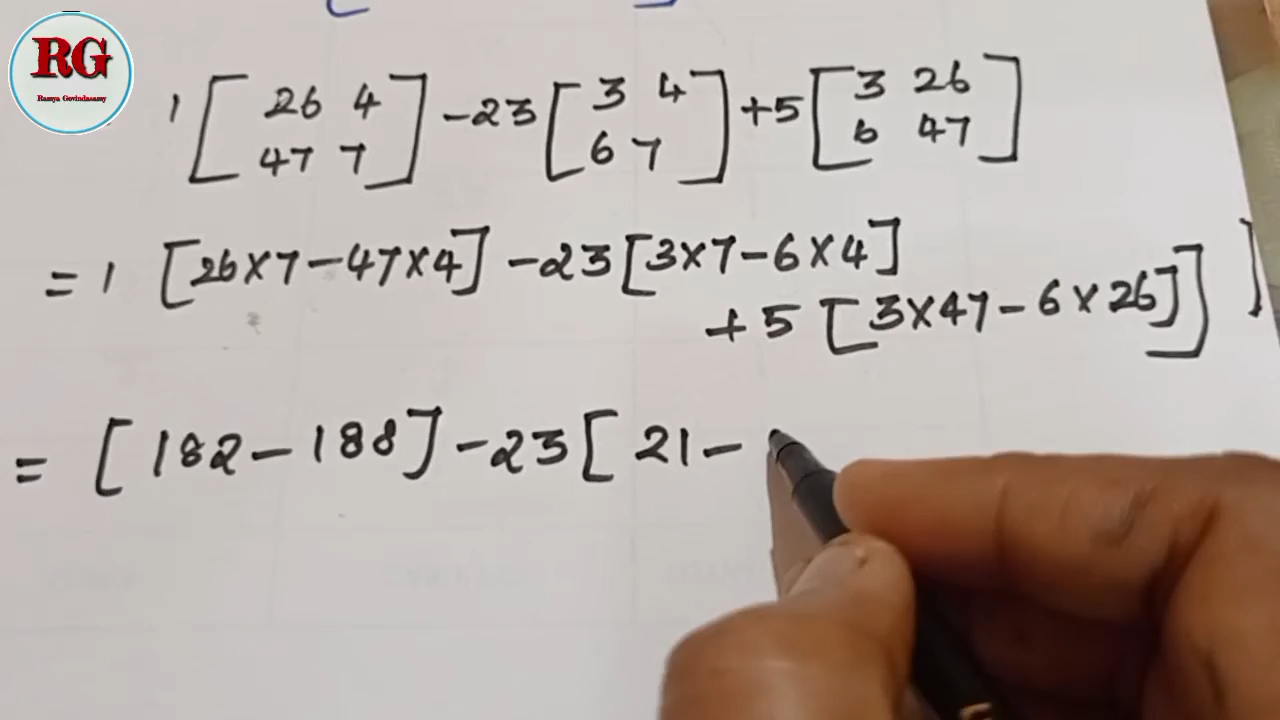 RG
Ramya Govindasamy
1 [ 26 4 ] -23 [ 3 4 ] +5 [ 3 26 ]
47 7 6 7 6 47
= 1 [26×7-47×4] -23[3×7-6×4]
+5 [3×47-6×26]] ]
= [182-188] -23[21-